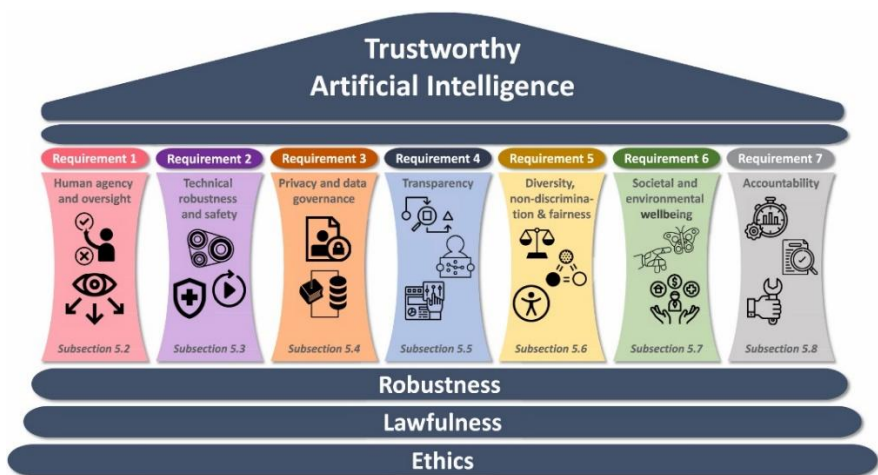 Trustworthy
Artificial Intelligence
Requirement 1
Requirement 2
Requirement 3
Requirement 4
Requirement 5
Requirement 6
Requirement 7
Human agency
and oversight
Technical
robustness
and safety
Privacy and data
governance
Transparency
Diversity,
non-discrimina-
tion & fairness
Societal and
environmental
wellbeing
Accountability
Subsection 5.2
Subsection 5.3
Subsection 5.4
Subsection 5.5
Subsection 5.6
Subsection 5.7
Subsection 5.8
Robustness
Lawfulness
Ethics